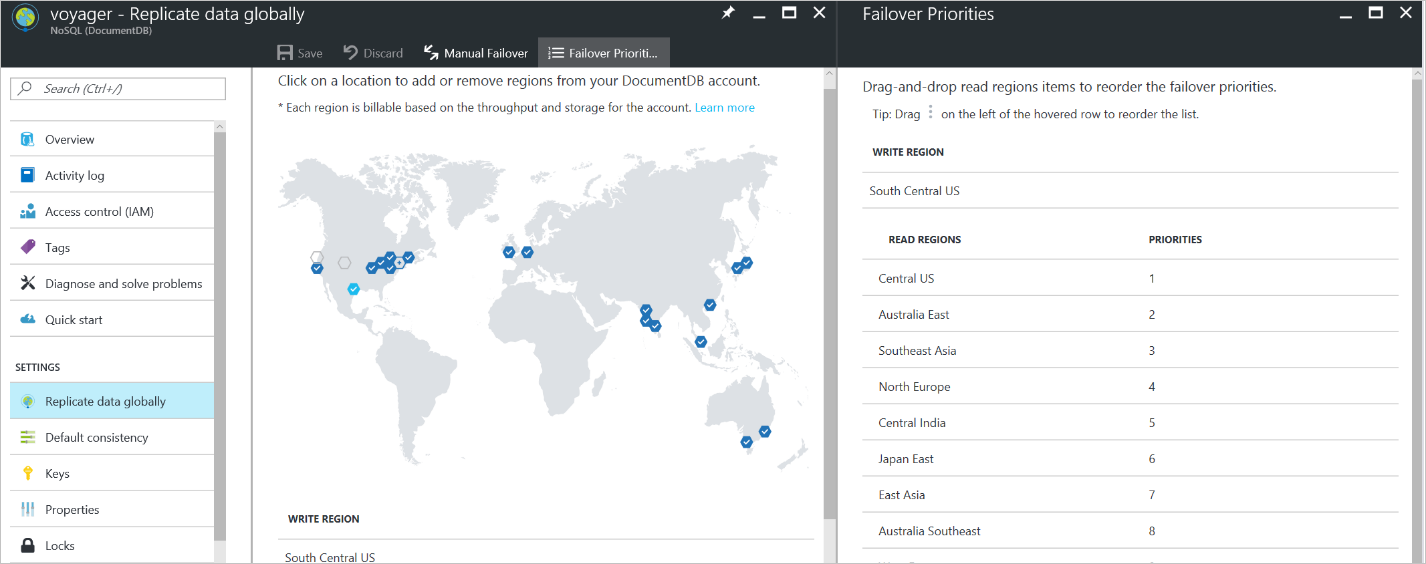 voyager - Replicate data globally
NoSQL (DocumentDB)
Save
Discard
Manual Failover
Failover Prioriti...
Search (Ctrl+/)
Overview
Activity log
Access control (IAM)
Tags
Diagnose and solve problems
Quick start
SETTINGS
Replicate data globally
Default consistency
Keys
Properties
Locks
Click on a location to add or remove regions from your DocumentDB account.
* Each region is billable based on the throughput and storage for the account. Learn more
WRITE REGION
South Central US
Failover Priorities
Drag-and-drop read regions items to reorder the failover priorities.
Tip: Drag on the left of the hovered row to reorder the list.
WRITE REGION
South Central US
READ REGIONS PRIORITIES
Central US 1
Australia East 2
Southeast Asia 3
North Europe 4
Central India 5
Japan East 6
East Asia 7
Australia Southeast 8